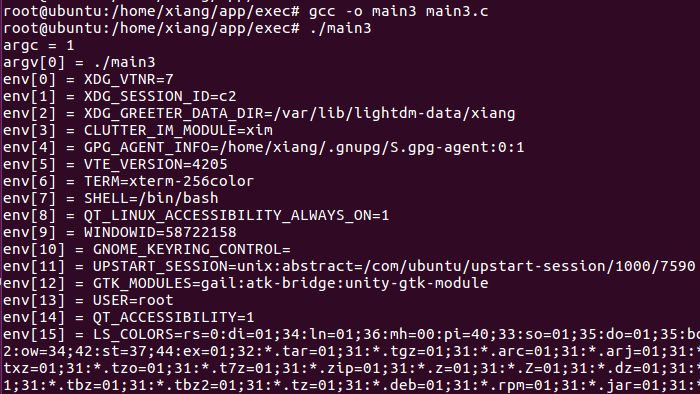 root@ubuntu:/home/xiang/app/exec# gcc -o main3 main3.c
root@ubuntu:/home/xiang/app/exec# ./main3
argc = 1
argv[0] = ./main3
env[0] = XDG_VTNR=7
env[1] = XDG_SESSION_ID=c2
env[2] = XDG_GREETER_DATA_DIR=/var/lib/lightdm-data/xiang
env[3] = CLUTTER_IM_MODULE=xim
env[4] = GPG_AGENT_INFO=/home/xiang/.gnupg/S.gpg-agent:0:1
env[5] = VTE_VERSION=4205
env[6] = TERM=xterm-256color
env[7] = SHELL=/bin/bash
env[8] = QT_LINUX_ACCESSIBILITY_ALWAYS_ON=1
env[9] = WINDOWID=58722158
env[10] = GNOME_KEYRING_CONTROL=
env[11] = UPSTART_SESSION=unix:abstract=/com/ubuntu/upstart-session/1000/7590
env[12] = GTK_MODULES=gail:atk-bridge:unity-gtk-module
env[13] = USER=root
env[14] = QT_ACCESSIBILITY=1
env[15] = LS_COLORS=rs=0:di=01;34:ln=01;36:mh=00:pi=40;33:so=01;35:do=01;35:bd
2:ow=34;42:st=37;44:ex=01;32:*.tar=01;31:*.tgz=01;31:*.arc=01;31:*.arj=01;31:*
txz=01;31:*.tzo=01;31:*.t7z=01;31:*.zip=01;31:*.z=01;31:*.Z=01;31:*.dz=01;31:*
1;31:*.tbz=01;31:*.tbz2=01;31:*.tz=01;31:*.deb=01;31:*.rpm=01;31:*.jar=01;31:*